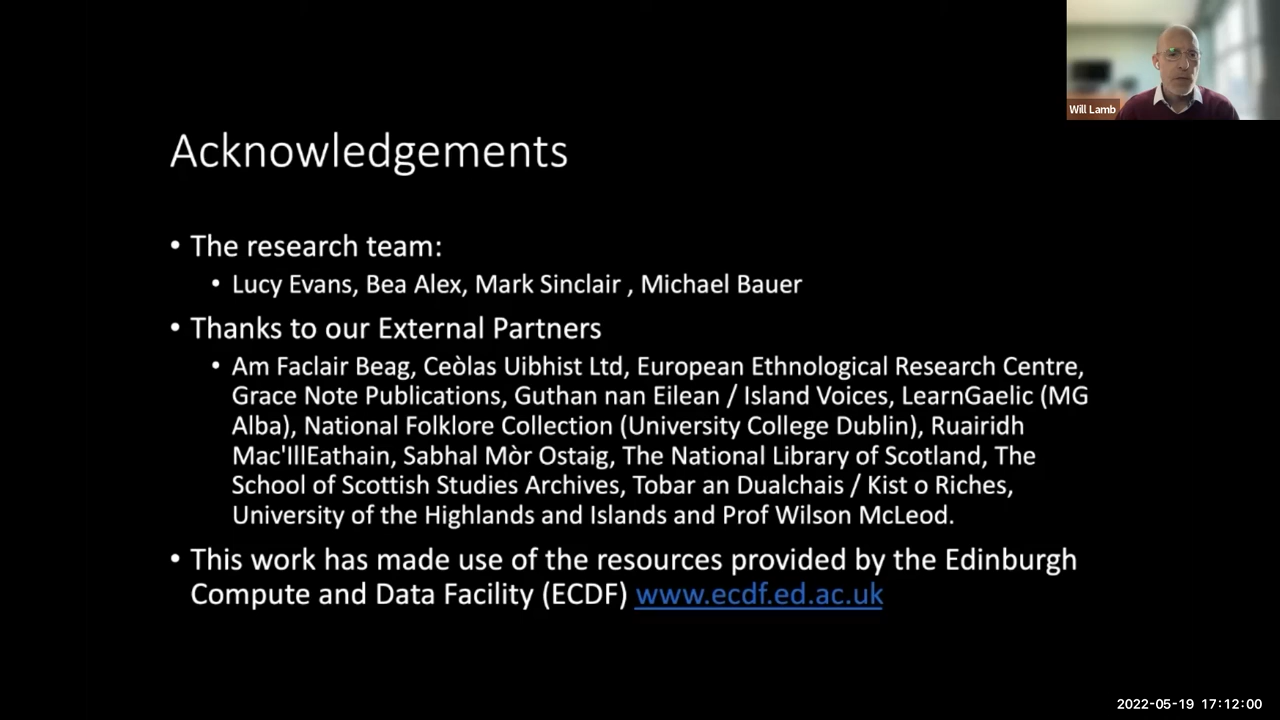 Will Lamb
Acknowledgements
• The research team:
• Lucy Evans, Bea Alex, Mark Sinclair , Michael Bauer
• Thanks to our External Partners
• Am Faclair Beag, Ceòlas Uibhist Ltd, European Ethnological Research Centre,
Grace Note Publications, Guthan nan Eilean / Island Voices, LearnGaelic (MG
Alba), National Folklore Collection (University College Dublin), Ruairidh
Mac'IllEathain, Sabhal Mòr Ostaig, The National Library of Scotland, The
School of Scottish Studies Archives, Tobar an Dualchais / Kist o Riches,
University of the Highlands and Islands and Prof Wilson McLeod.
• This work has made use of the resources provided by the Edinburgh
Compute and Data Facility (ECDF) www.ecdf.ed.ac.uk
2022-05-19 17:12:00